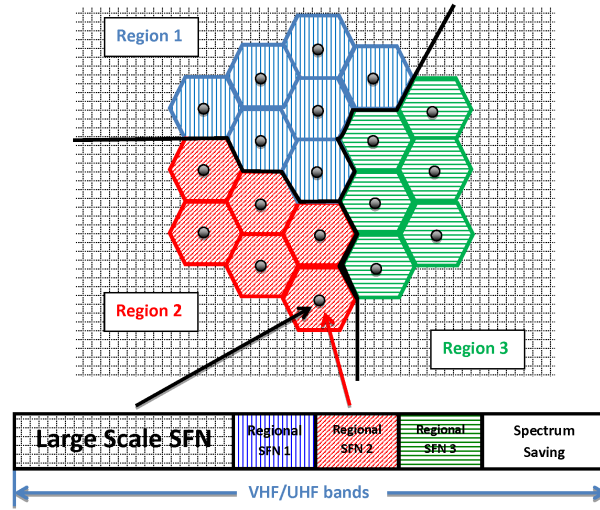 Region 1
Region 2
Region 3
Large Scale SFN
Regional
SFN 1
Regional
SFN 2
Regional
SFN 3
Spectrum
Saving
VHF/UHF bands